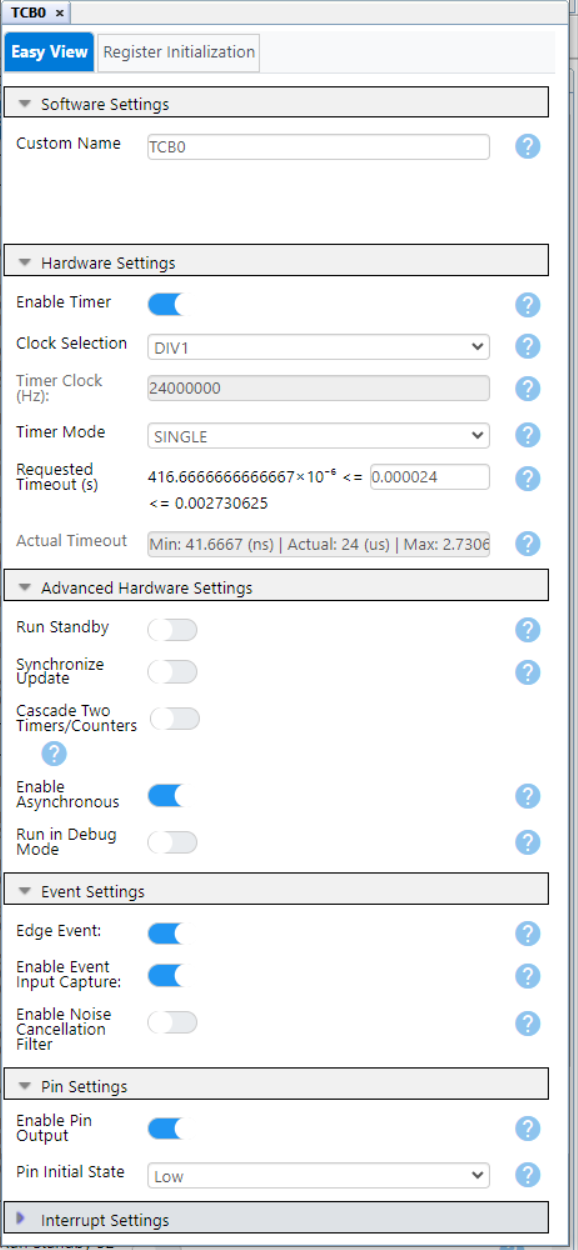 TCB0 ×
Easy View Register Initialization
Software Settings
Custom Name TCB0 ?
Hardware Settings
Enable Timer ?
Clock Selection DIV1 ?
Timer Clock
(Hz): 24000000 ?
Timer Mode SINGLE ?
Requested
Timeout (s) 416.6666666666667×10⁻⁶ <= 0.000024 ?
<= 0.002730625
Actual Timeout Min: 41.6667 (ns) | Actual: 24 (us) | Max: 2.7306 ?
Advanced Hardware Settings
Run Standby ?
Synchronize
Update ?
Cascade Two
Timers/Counters
?
Enable
Asynchronous ?
Run in Debug
Mode ?
Event Settings
Edge Event: ?
Enable Event
Input Capture: ?
Enable Noise
Cancellation
Filter ?
Pin Settings
Enable Pin
Output ?
Pin Initial State Low ?
Interrupt Settings